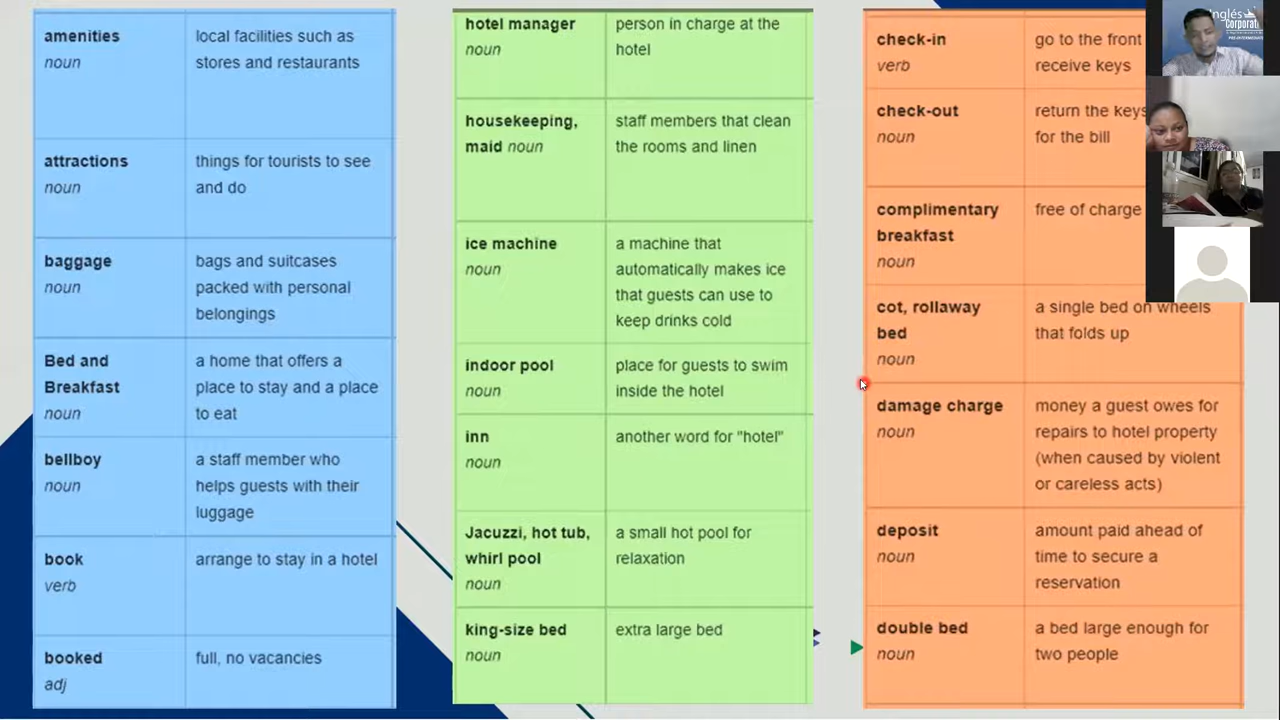 amenities
noun
local facilities such as
stores and restaurants
attractions
noun
things for tourists to see
and do
baggage
noun
bags and suitcases
packed with personal
belongings
Bed and
Breakfast
noun
a home that offers a
place to stay and a place
to eat
bellboy
noun
a staff member who
helps guests with their
luggage
book
verb
arrange to stay in a hotel
booked
adj
full, no vacancies
hotel manager
noun
person in charge at the
hotel
housekeeping,
maid noun
staff members that clean
the rooms and linen
ice machine
noun
a machine that
automatically makes ice
that guests can use to
keep drinks cold
indoor pool
noun
place for guests to swim
inside the hotel
inn
noun
another word for "hotel"
Jacuzzi, hot tub,
whirl pool
noun
a small hot pool for
relaxation
king-size bed
noun
extra large bed
check-in
verb
go to the front
receive keys
check-out
noun
return the keys
for the bill
complimentary
breakfast
noun
free of charge
cot, rollaway
bed
noun
a single bed on wheels
that folds up
damage charge
noun
money a guest owes for
repairs to hotel property
(when caused by violent
or careless acts)
deposit
noun
amount paid ahead of
time to secure a
reservation
double bed
noun
a bed large enough for
two people
Inglés